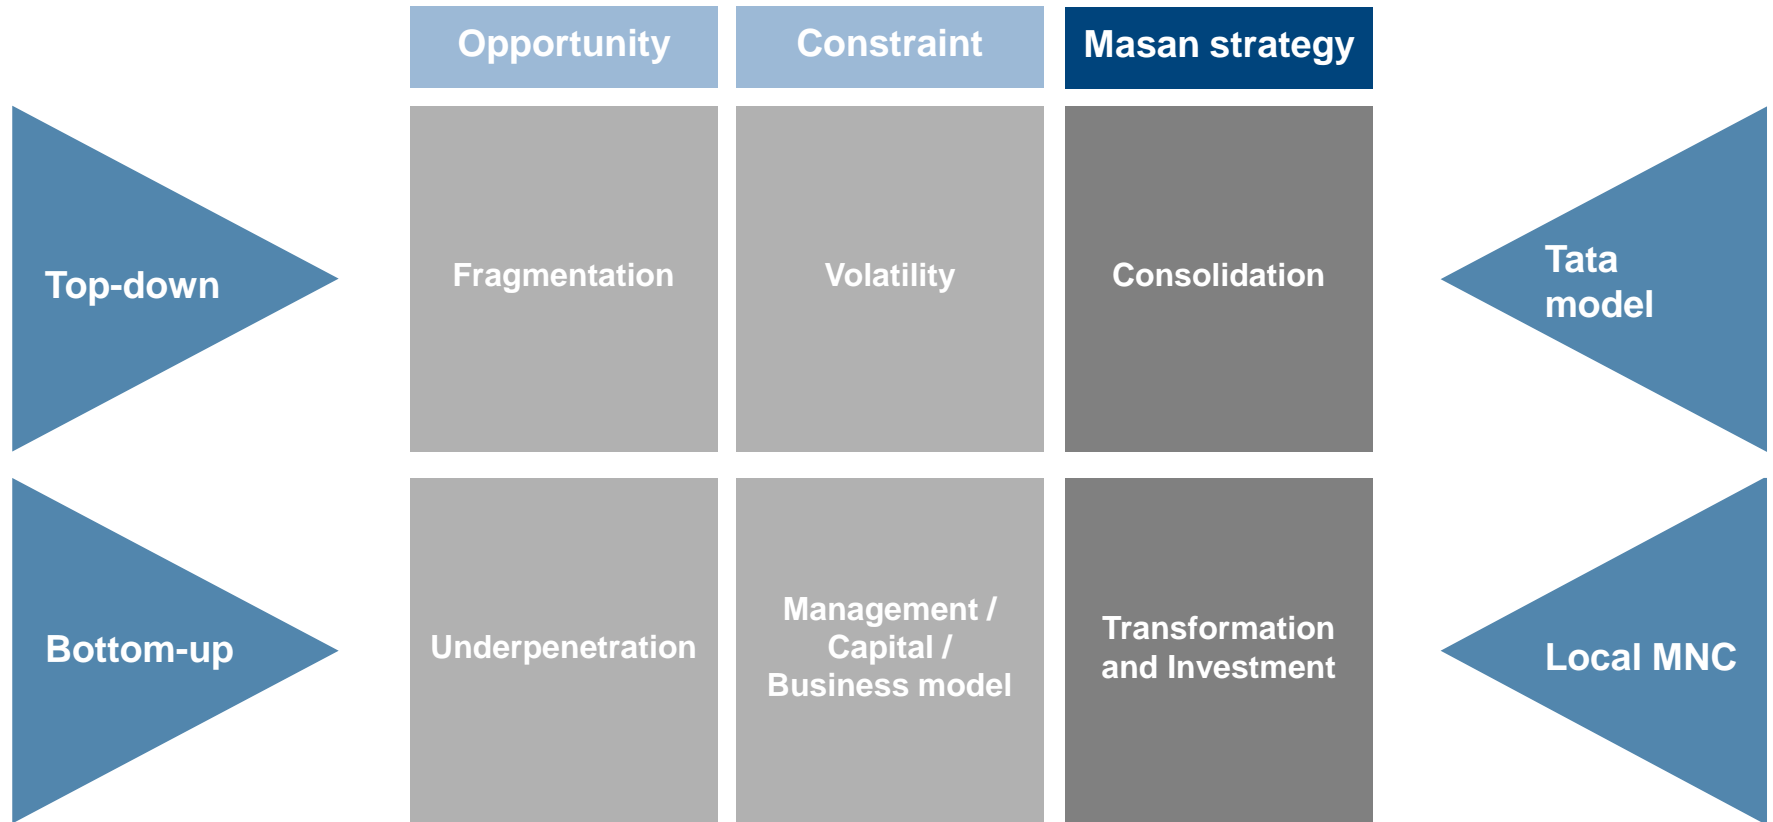 Opportunity
Constraint
Masan strategy
Top-down
Fragmentation
Volatility
Consolidation
Tata
model
Bottom-up
Underpenetration
Management /
Capital /
Business model
Transformation
and Investment
Local MNC